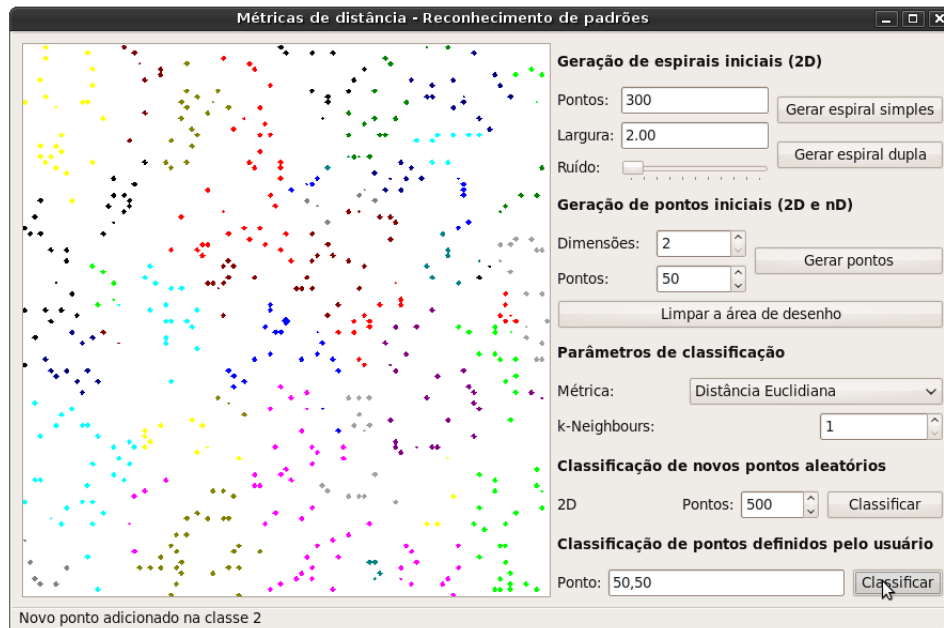 Métricas de distância - Reconhecimento de padrões
Geração de espirais iniciais (2D)
Pontos: 300
Gerar espiral simples
Largura: 2.00
Gerar espiral dupla
Ruído:
Geração de pontos iniciais (2D e nD)
Dimensões: 2
Gerar pontos
Pontos: 50
Limpar a área de desenho
Parâmetros de classificação
Métrica: Distância Euclidiana
k-Neighbours: 1
Classificação de novos pontos aleatórios
2D Pontos: 500 Classificar
Classificação de pontos definidos pelo usuário
Ponto: 50,50 Classificar
Novo ponto adicionado na classe 2